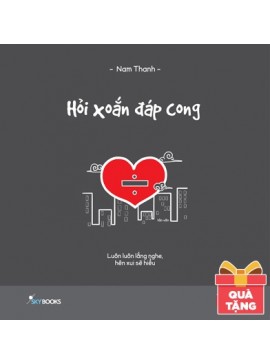 - Nam Thanh -
Hỏi xoắn đáp cong
Luôn luôn lắng nghe,
hên xui sẽ hiểu
SKYBOOKS
QUÀ
TẶNG